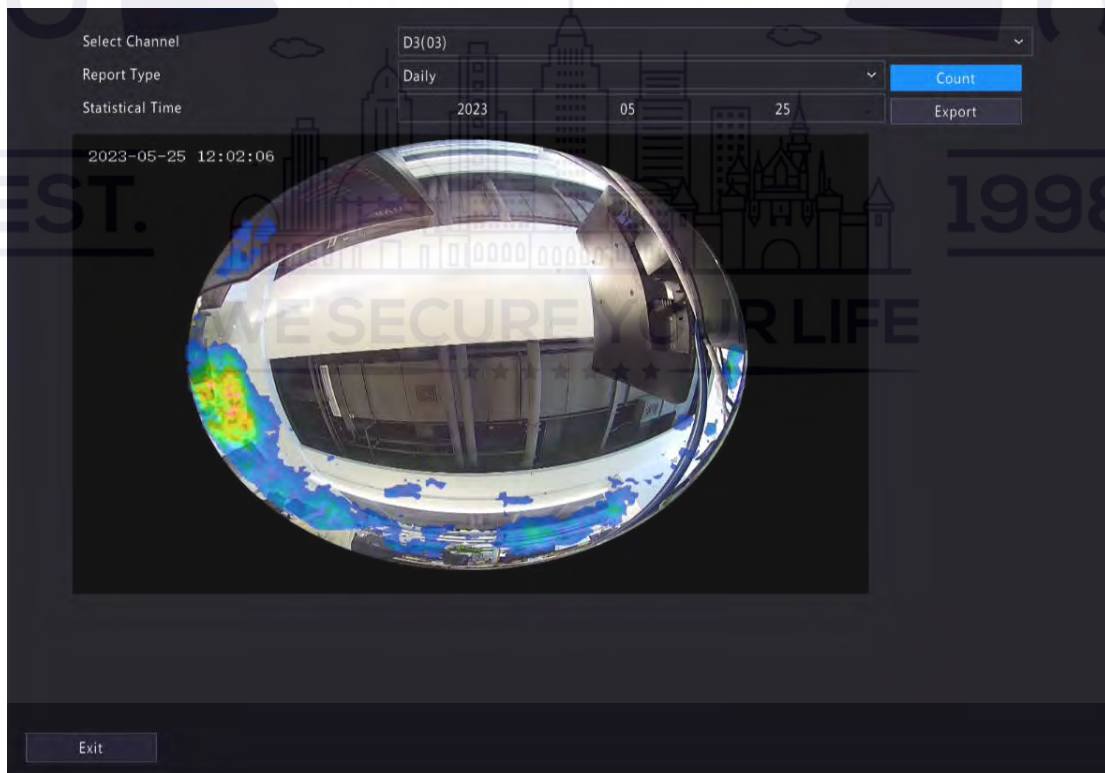 Select Channel D3(03)
Report Type Daily Count
Statistical Time 2023 05 25 Export
2023-05-25 12:02:06
EST. 1998
WE SECURE YOUR LIFE
Exit